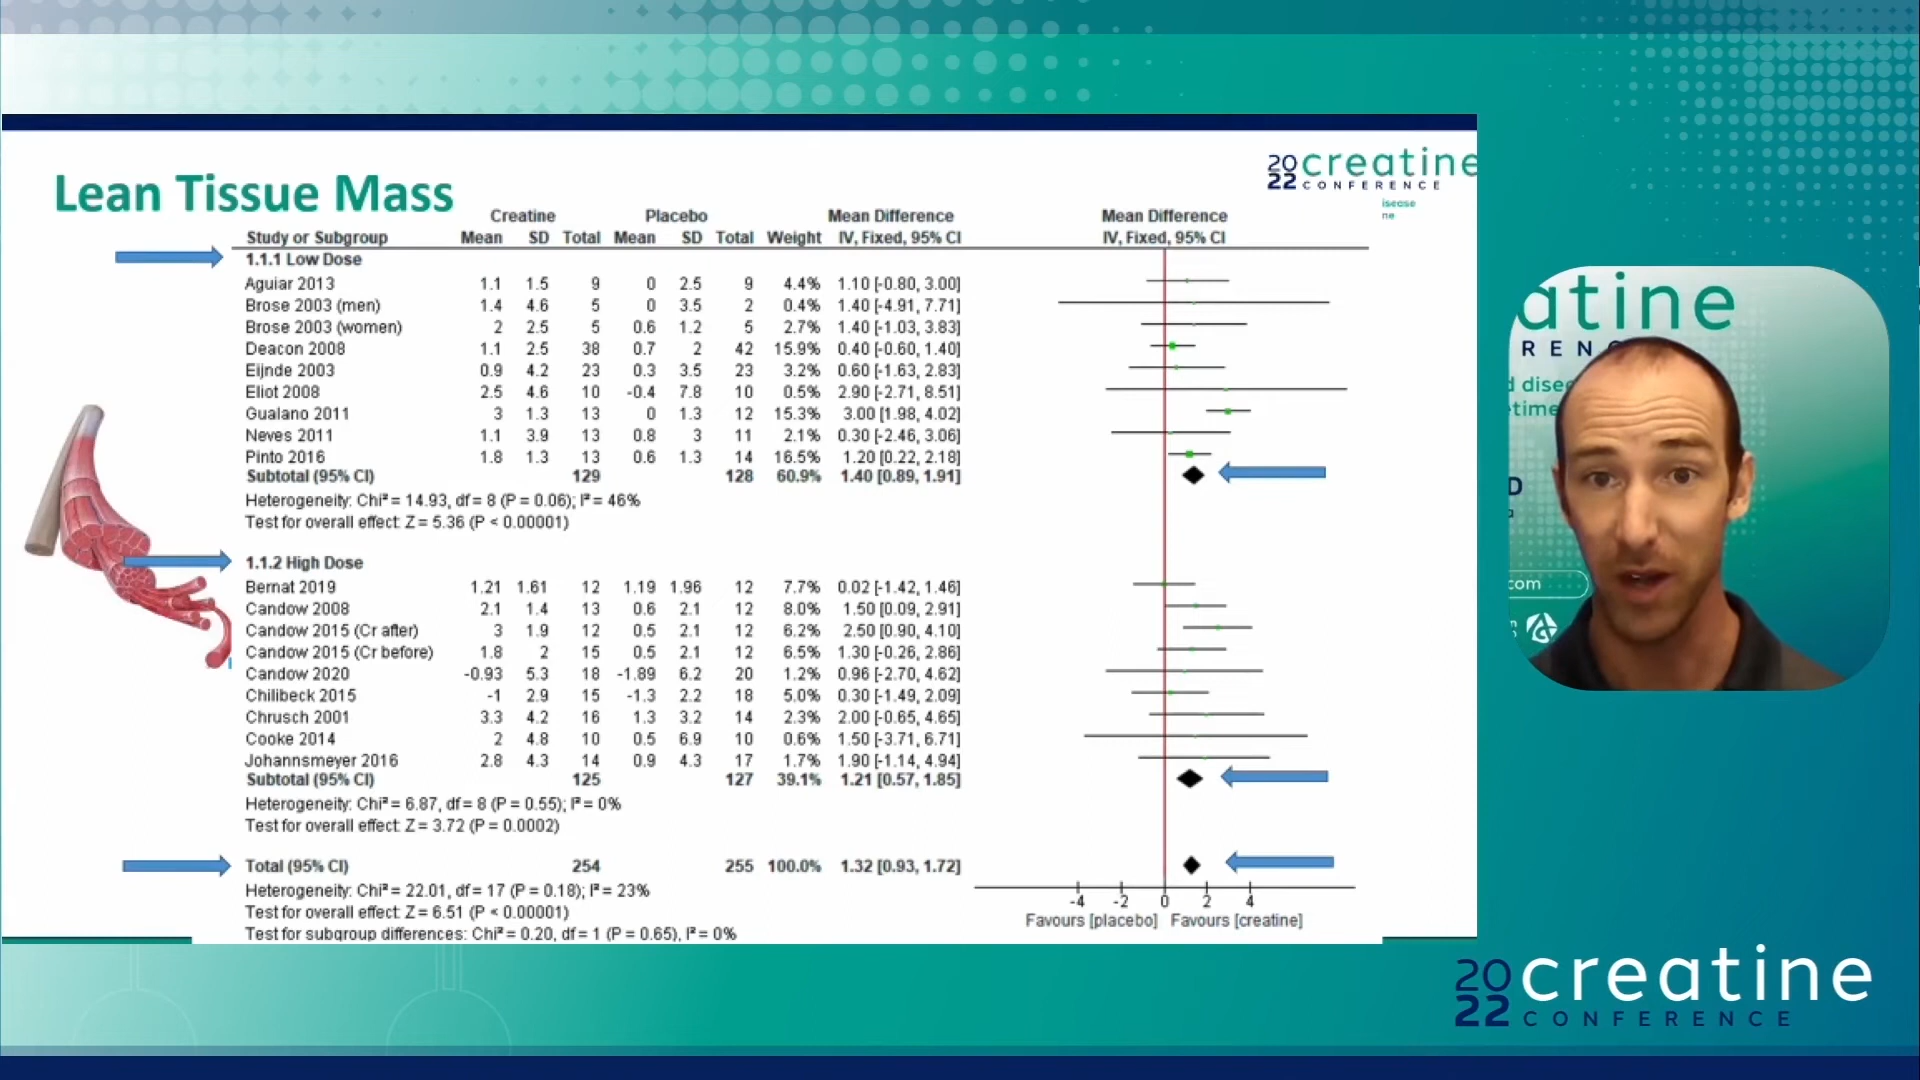 Lean Tissue Mass
2022 creatine
CONFERENCE
isease
ne
Creatine Placebo Mean Difference Mean Difference
Study or Subgroup Mean SD Total Mean SD Total Weight IV, Fixed, 95% CI IV, Fixed, 95% CI
1.1.1 Low Dose
Aguiar 2013 1.1 1.5 9 0 2.5 9 4.4% 1.10 [-0.80, 3.00]
Brose 2003 (men) 1.4 4.6 5 0 3.5 2 0.4% 1.40 [-4.91, 7.71]
Brose 2003 (women) 2 2.5 5 0.6 1.2 5 2.7% 1.40 [-1.03, 3.83]
Deacon 2008 1.1 2.5 38 0.7 2 42 15.9% 0.40 [-0.60, 1.40]
Eijnde 2003 0.9 4.2 23 0.3 3.5 23 3.2% 0.60 [-1.63, 2.83]
Eliot 2008 2.5 4.6 10 -0.4 7.8 10 0.5% 2.90 [-2.71, 8.51]
Gualano 2011 3 1.3 13 0 1.3 12 15.3% 3.00 [1.98, 4.02]
Neves 2011 1.1 3.9 13 0.8 3 11 2.1% 0.30 [-2.46, 3.06]
Pinto 2016 1.8 1.3 13 0.6 1.3 14 16.5% 1.20 [0.22, 2.18]
Subtotal (95% CI) 129 128 60.9% 1.40 [0.89, 1.91]
Heterogeneity: Chi² = 14.93, df = 8 (P = 0.06); I² = 46%
Test for overall effect: Z = 5.36 (P < 0.00001)
1.1.2 High Dose
Bernat 2019 1.21 1.61 12 1.19 1.96 12 7.7% 0.02 [-1.42, 1.46]
Candow 2008 2.1 1.4 13 0.6 2.1 12 8.0% 1.50 [0.09, 2.91]
Candow 2015 (Cr after) 3 1.9 12 0.5 2.1 12 6.2% 2.50 [0.90, 4.10]
Candow 2015 (Cr before) 1.8 2 15 0.5 2.1 12 6.5% 1.30 [-0.26, 2.86]
Candow 2020 -0.93 5.3 18 -1.89 6.2 20 1.2% 0.96 [-2.70, 4.62]
Chilibeck 2015 -1 2.9 15 -1.3 2.2 18 5.0% 0.30 [-1.49, 2.09]
Chrusch 2001 3.3 4.2 16 1.3 3.2 14 2.3% 2.00 [-0.65, 4.65]
Cooke 2014 2 4.8 10 0.5 6.9 10 0.6% 1.50 [-3.71, 6.71]
Johannsmeyer 2016 2.8 4.3 14 0.9 4.3 17 1.7% 1.90 [-1.14, 4.94]
Subtotal (95% CI) 125 127 39.1% 1.21 [0.57, 1.85]
Heterogeneity: Chi² = 6.87, df = 8 (P = 0.55); I² = 0%
Test for overall effect: Z = 3.72 (P = 0.0002)
Total (95% CI) 254 255 100.0% 1.32 [0.93, 1.72]
Heterogeneity: Chi² = 22.01, df = 17 (P = 0.18); I² = 23%
Test for overall effect: Z = 6.51 (P < 0.00001)
Test for subgroup differences: Chi² = 0.20, df = 1 (P = 0.65), I² = 0%
-4 -2 0 2 4
Favours [placebo] Favours [creatine]
atine
RENC
d dise
etime
D
com
2022 creatine
CONFERENCE